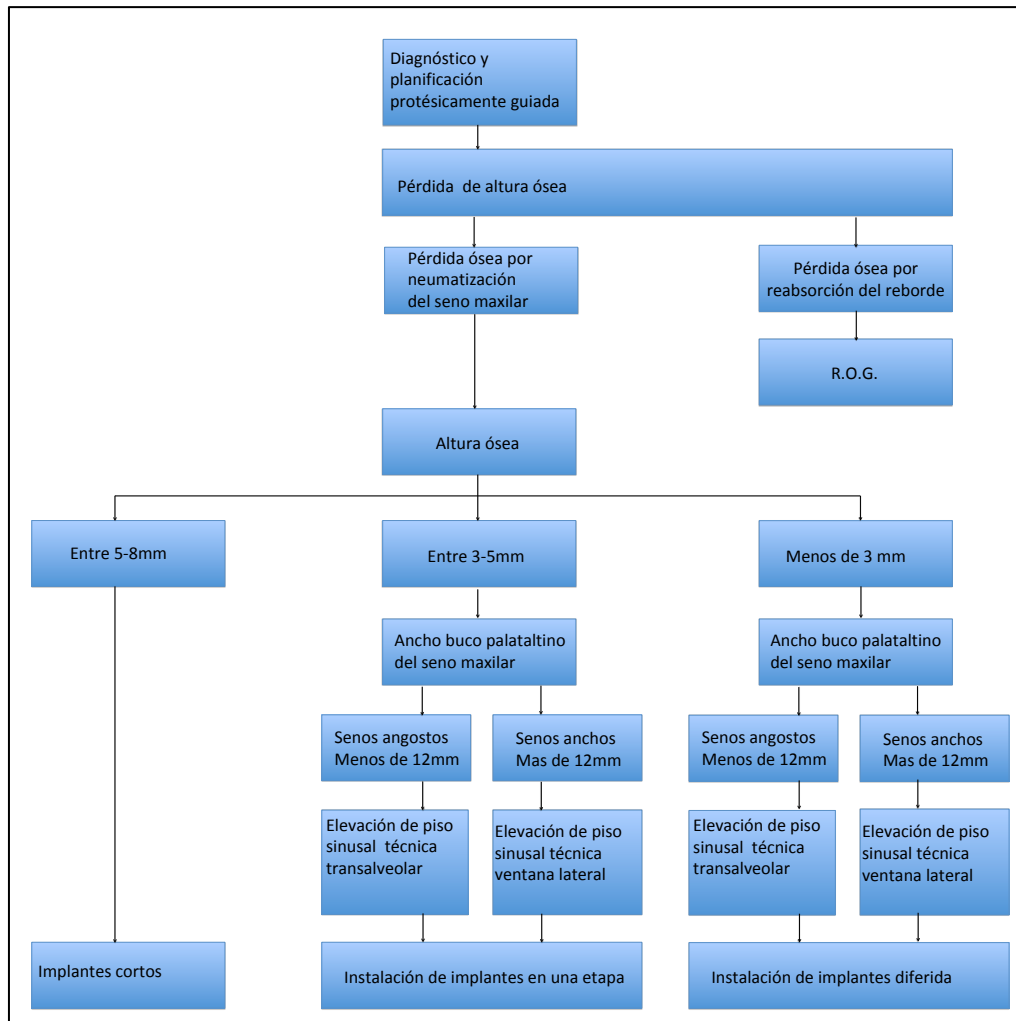 Diagnóstico y
planificación
protésicamente guiada
Pérdida de altura ósea
Pérdida ósea por
neumatización
del seno maxilar
Pérdida ósea por
reabsorción del reborde
R.O.G.
Altura ósea
Entre 5-8mm
Entre 3-5mm
Menos de 3 mm
Ancho buco palataltino
del seno maxilar
Ancho buco palataltino
del seno maxilar
Senos angostos
Menos de 12mm
Senos anchos
Mas de 12mm
Senos angostos
Menos de 12mm
Senos anchos
Mas de 12mm
Elevación de piso
sinusal técnica
transalveolar
Elevación de piso
sinusal técnica
ventana lateral
Elevación de piso
sinusal técnica
transalveolar
Elevación de piso
sinusal técnica
ventana lateral
Implantes cortos
Instalación de implantes en una etapa
Instalación de implantes diferida